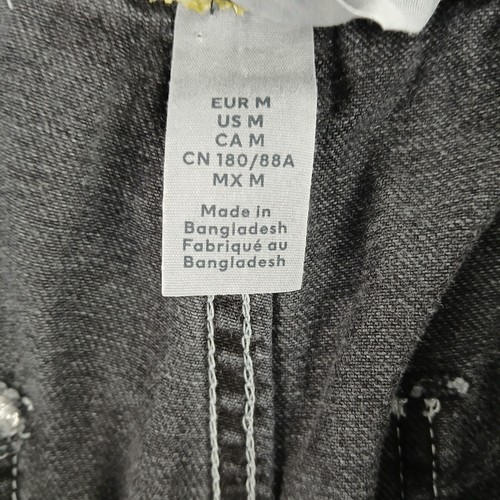 EUR M
US M
CA M
CN 180/88A
MX M
Made in
Bangladesh
Fabriqué au
Bangladesh